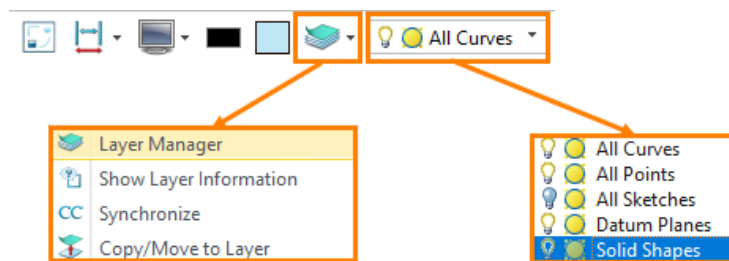 All Curves
Layer Manager
Show Layer Information
CC Synchronize
Copy/Move to Layer
All Curves
All Points
All Sketches
Datum Planes
Solid Shapes